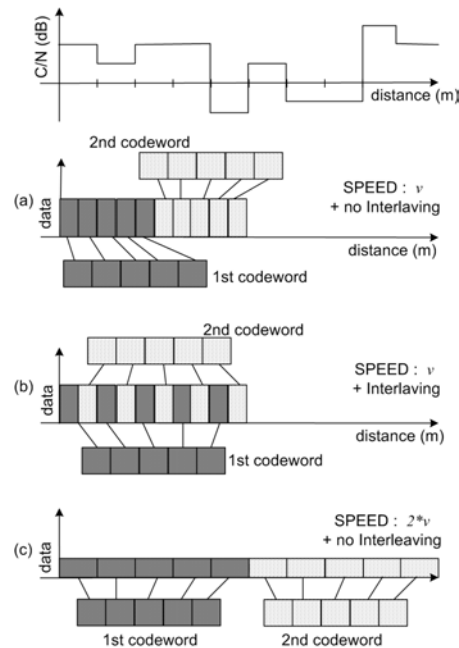 C/N (dB)
distance (m)
2nd codeword
(a)
data
SPEED : v
+ no Interlaving
distance (m)
1st codeword
2nd codeword
(b)
data
SPEED : v
+ Interlaving
distance (m)
1st codeword
(c)
data
SPEED : 2*v
+ no Interleaving
1st codeword
2nd codeword